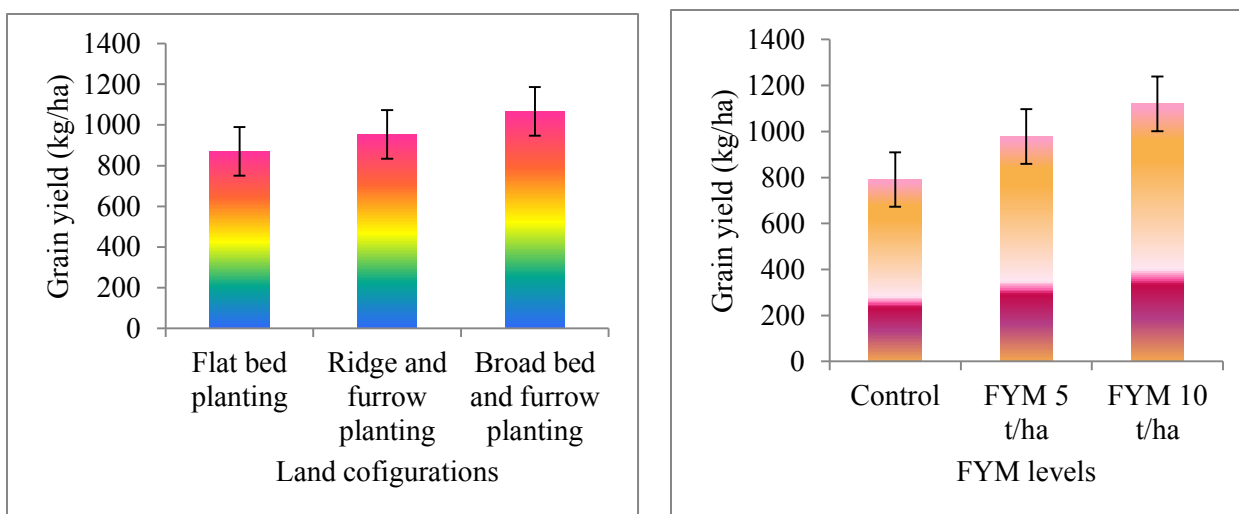 Grain yield (kg/ha)
1400
1200
1000
800
600
400
200
0
Flat bed
planting
Ridge and
furrow
planting
Broad bed
and furrow
planting
Land cofigurations
Grain yield (kg/ha)
1400
1200
1000
800
600
400
200
0
Control
FYM 5
t/ha
FYM 10
t/ha
FYM levels